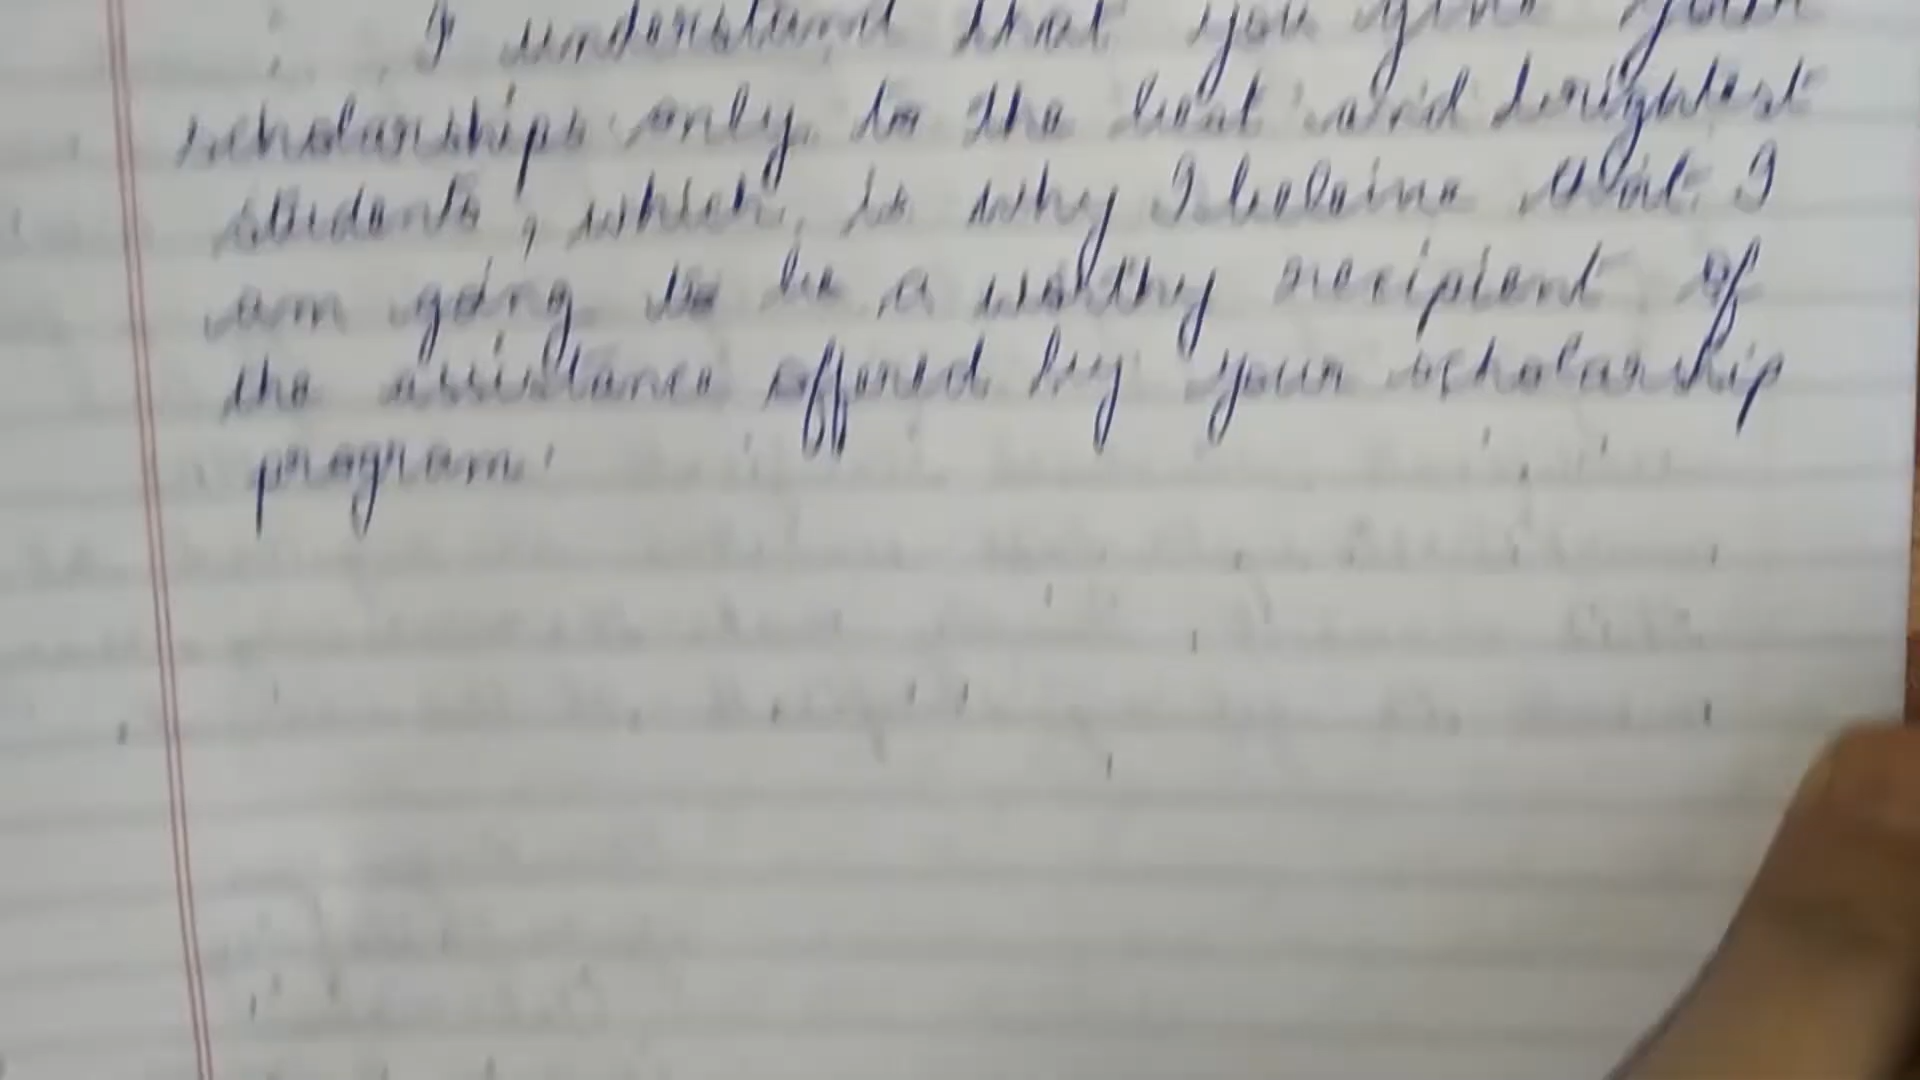 I understand that you give your
scholarships only to the best and brightest
students, which is why I beleive that I
am going to be a worthy recipient of
the assistance offered by your scholarship
program.